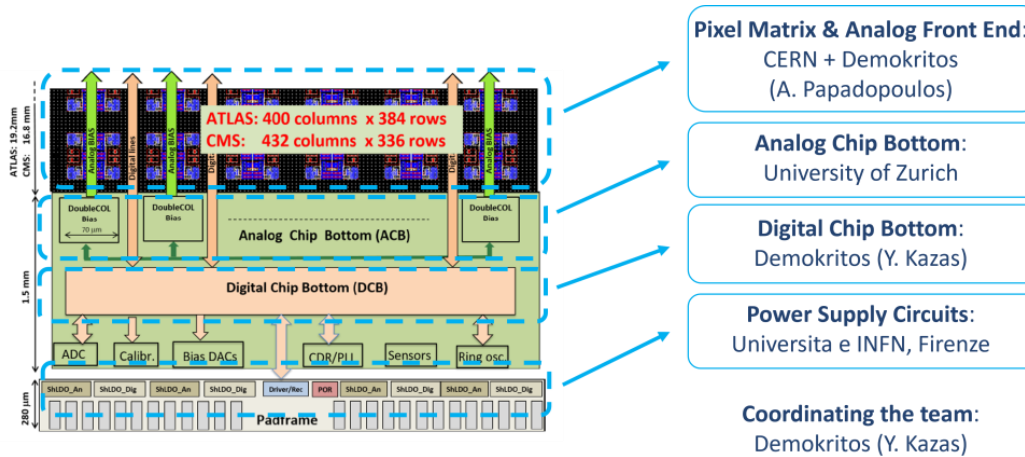 ATLAS: 19.2mm
CMS: 16.8 mm
Analog BIAS
Digital lines
Analog BIAS
Analog BIAS
ATLAS: 400 columns x 384 rows
CMS: 432 columns x 336 rows
DoubleCOL
Bias
70 µm
DoubleCOL
Bias
DoubleCOL
Bias
Analog Chip Bottom (ACB)
1.5 mm
Digital Chip Bottom (DCB)
ADC
Calibr.
Bias DACs
CDR/PLL
Sensors
Ring osc.
280 µm
ShLDO_An
ShLDO_Dig
ShLDO_An
ShLDO_Dig
Driver/Rec
POR
ShLDO_An
ShLDO_Dig
ShLDO_An
ShLDO_Dig
Padframe
Pixel Matrix & Analog Front End:
CERN + Demokritos
(A. Papadopoulos)
Analog Chip Bottom:
University of Zurich
Digital Chip Bottom:
Demokritos (Y. Kazas)
Power Supply Circuits:
Universita e INFN, Firenze
Coordinating the team:
Demokritos (Y. Kazas)